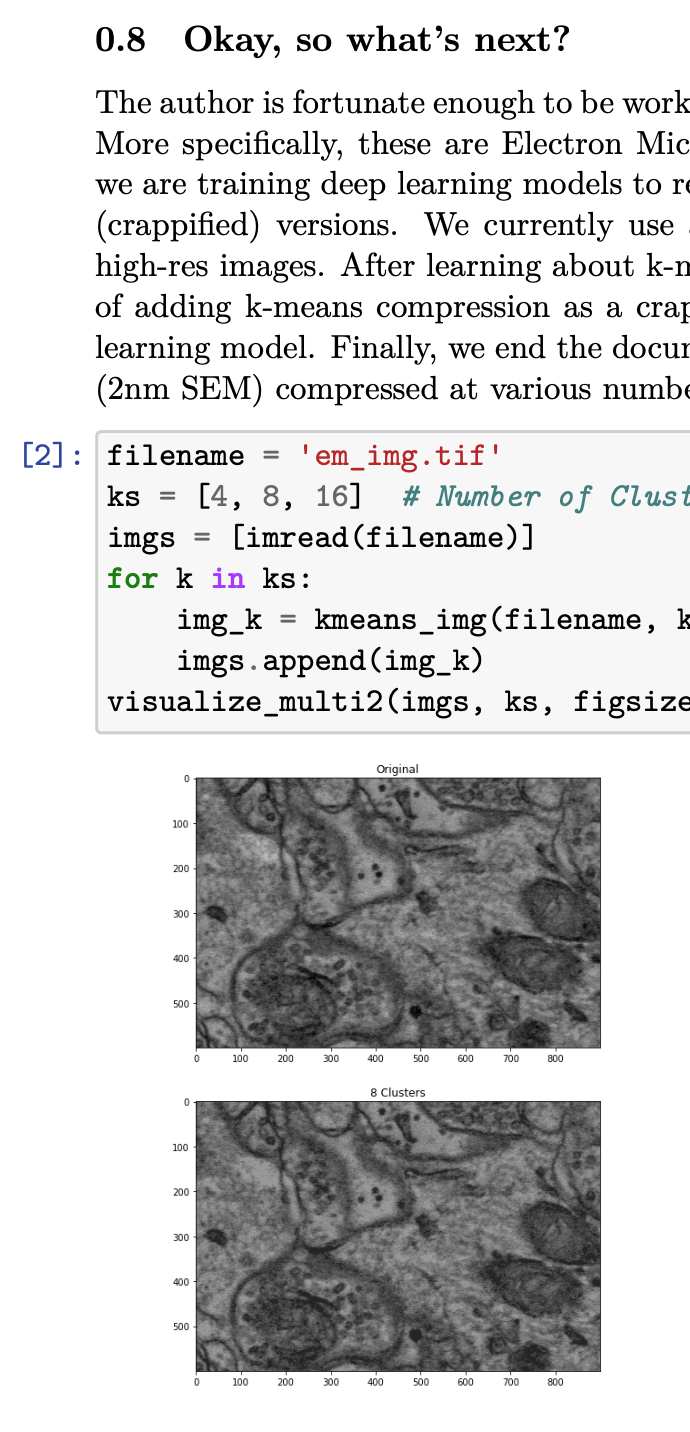 0.8 Okay, so what's next?
The author is fortunate enough to be work
More specifically, these are Electron Mic
we are training deep learning models to re
(crappified) versions. We currently use
high-res images. After learning about k-m
of adding k-means compression as a crap
learning model. Finally, we end the docu
(2nm SEM) compressed at various numbe
[2]: filename = 'em_img.tif'
ks = [4, 8, 16] # Number of Clust
imgs = [imread(filename)]
for k in ks:
    img_k = kmeans_img(filename, k
    imgs.append(img_k)
visualize_multi2(imgs, ks, figsize
Original
0
100
200
300
400
500
0 100 200 300 400 500 600 700 800
8 Clusters
0
100
200
300
400
500
0 100 200 300 400 500 600 700 800